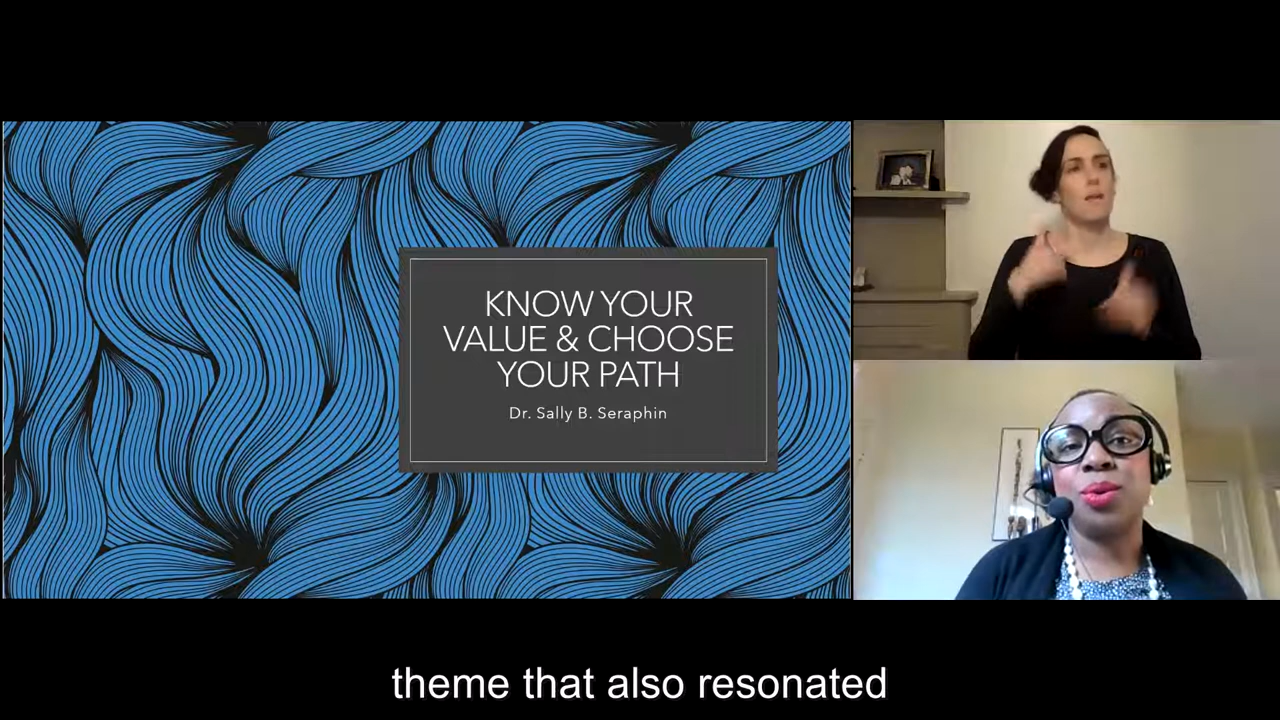 KNOW YOUR
VALUE & CHOOSE
YOUR PATH
Dr. Sally B. Seraphin
theme that also resonated